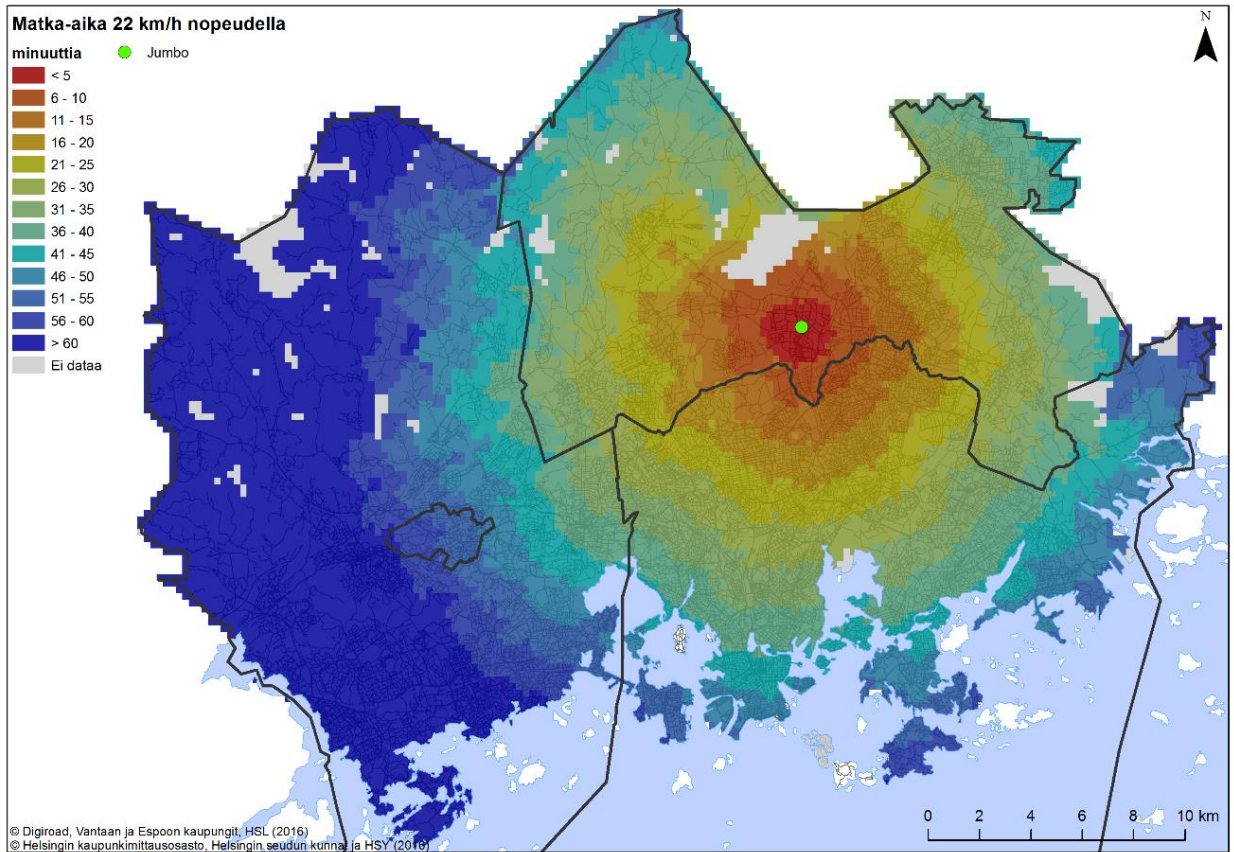 Matka-aika 22 km/h nopeudella
minuuttia
Jumbo
< 5
6 - 10
11 - 15
16 - 20
21 - 25
26 - 30
31 - 35
36 - 40
41 - 45
46 - 50
51 - 55
56 - 60
> 60
Ei dataa
N
0 2 4 6 8 10 km
© Digiroad, Vantaan ja Espoon kaupungit, HSL (2016)
© Helsingin kaupunkimittausosasto, Helsingin seudun kunnat ja HSY (2016)